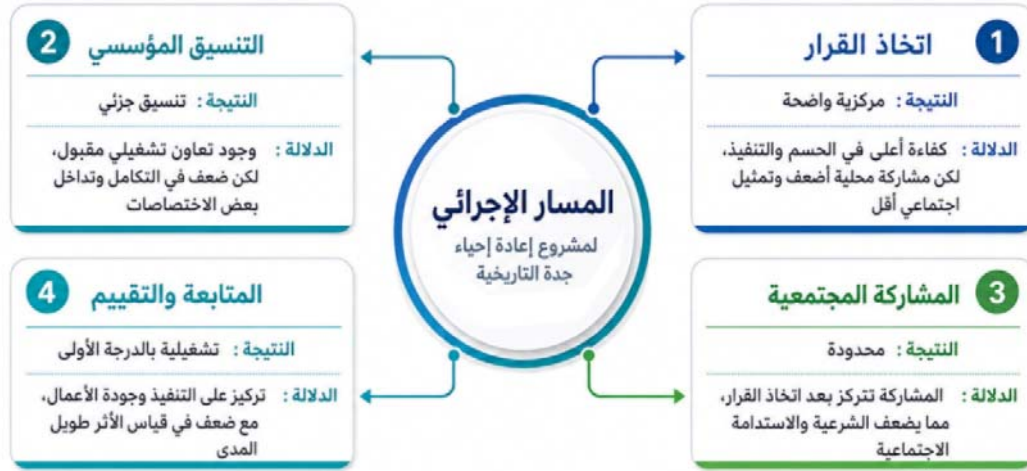 1
اتخاذ القرار
النتيجة : مركزية واضحة
الدلالة : كفاءة أعلى في الحسم والتنفيذ،
لكن مشاركة محلية أضعف وتمثيل
اجتماعي أقل
2
التنسيق المؤسسي
النتيجة : تنسيق جزئي
الدلالة : وجود تعاون تشغيلي مقبول،
لكن ضعف في التكامل وتداخل
بعض الاختصاصات
المسار الإجرائي
لمشروع إعادة إحياء
جدة التاريخية
3
المشاركة المجتمعية
النتيجة : محدودة
الدلالة : المشاركة تتركز بعد اتخاذ القرار،
مما يضعف الشرعية والاستدامة
الاجتماعية
4
المتابعة والتقييم
النتيجة : تشغيلية بالدرجة الأولى
الدلالة : تركيز على التنفيذ وجودة الأعمال،
مع ضعف في قياس الأثر طويل
المدى